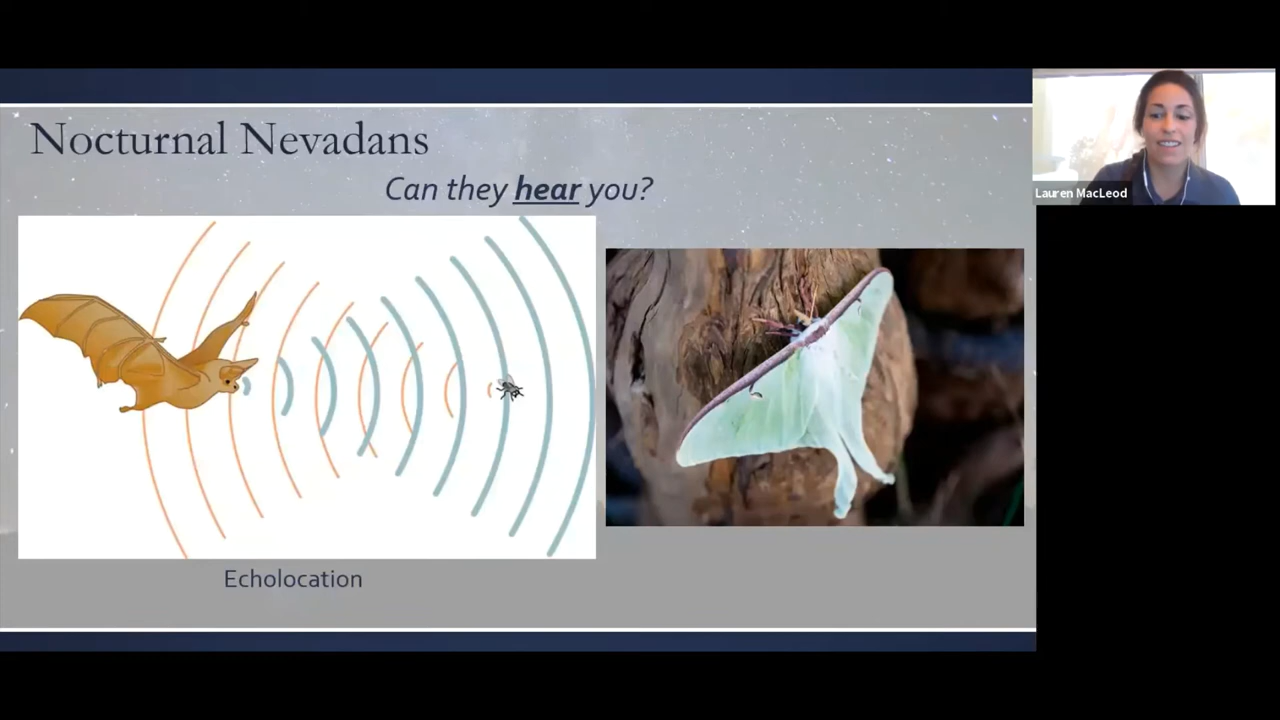 Nocturnal Nevadans
Can they hear you?
Echolocation
Lauren MacLeod